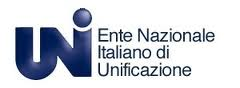 UNI
Ente Nazionale
Italiano di
Unificazione